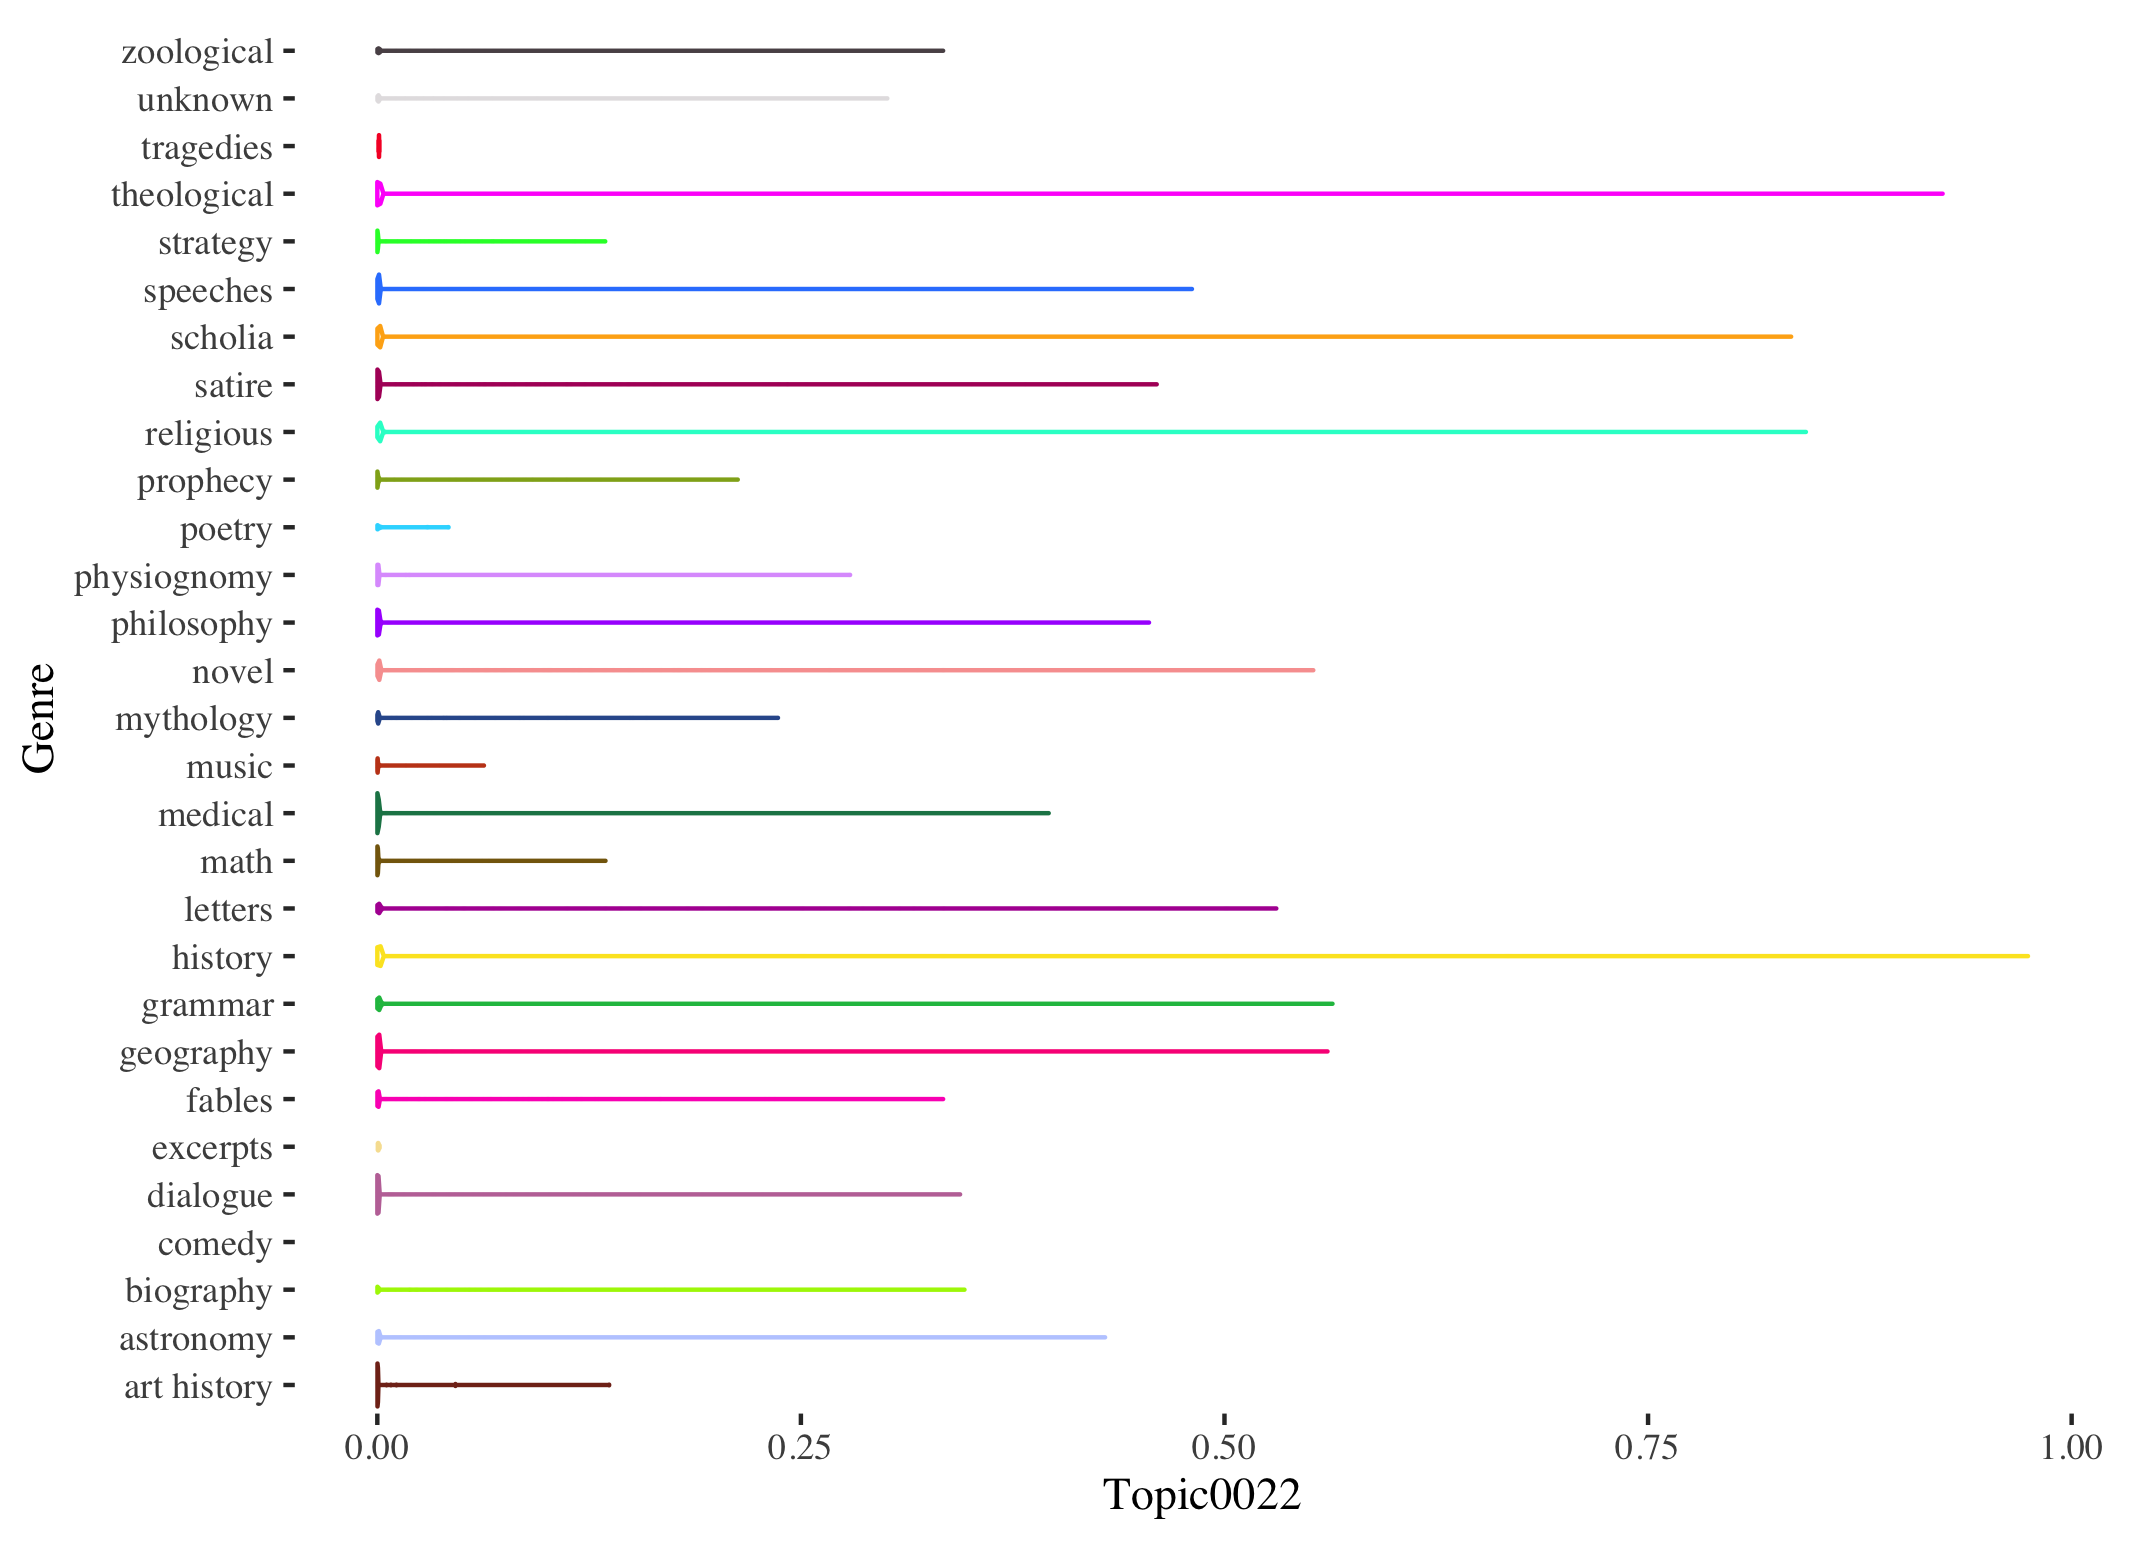 zoological
unknown
tragedies
theological
strategy
speeches
scholia
satire
religious
prophecy
poetry
physiognomy
philosophy
novel
mythology
music
medical
math
letters
history
grammar
geography
fables
excerpts
dialogue
comedy
biography
astronomy
art history
Genre
0.00 0.25 0.50 0.75 1.00
Topic0022